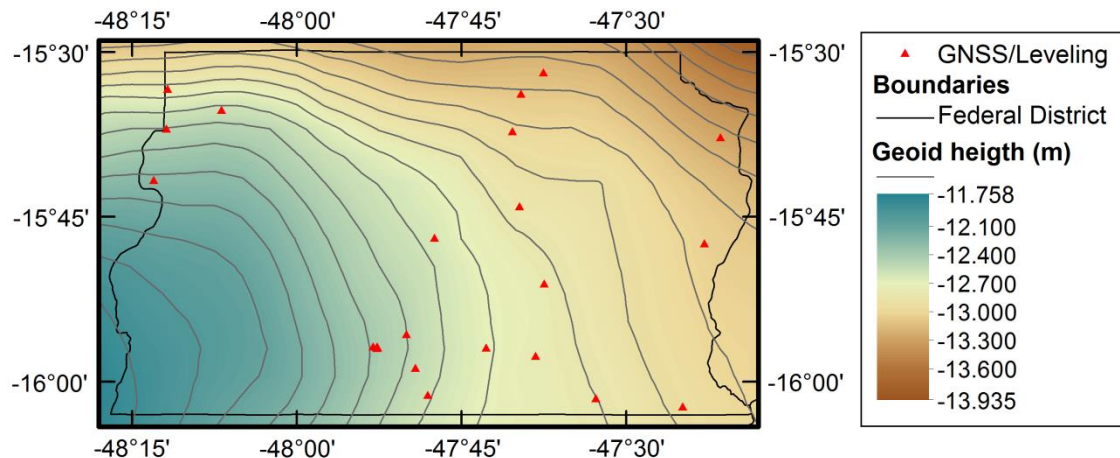 -48°15' -48°00' -47°45' -47°30'
-15°30' -15°30'
-15°45' -15°45'
-16°00' -16°00'
-48°15' -48°00' -47°45' -47°30'
GNSS/Leveling
Boundaries
Federal District
Geoid heigth (m)
-11.758
-12.100
-12.400
-12.700
-13.000
-13.300
-13.600
-13.935